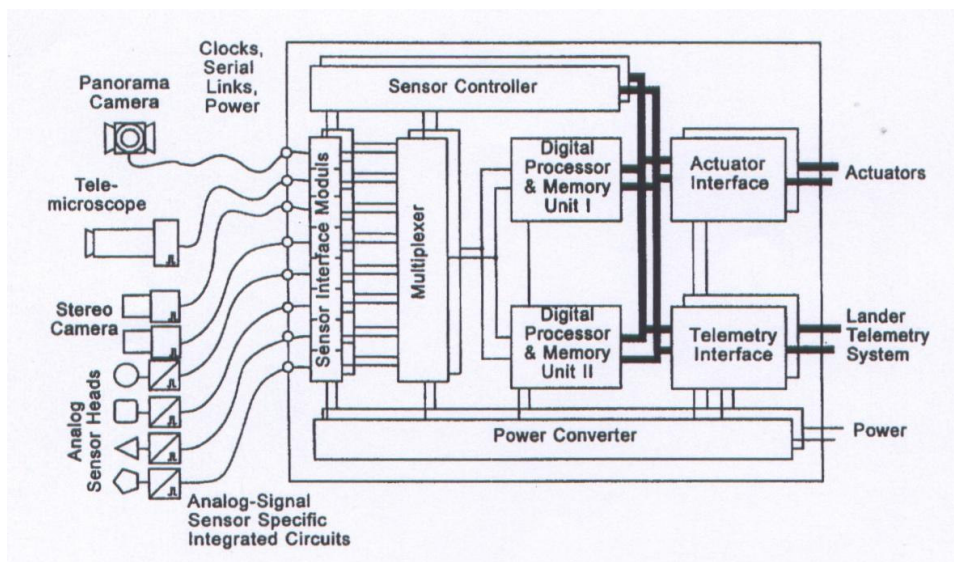 Clocks,
Serial
Links,
Power
Panorama
Camera
Tele-
microscope
Stereo
Camera
Analog
Sensor Heads
Analog-Signal
Sensor Specific
Integrated Circuits
Sensor Controller
Sensor Interface Moduls
Multiplexer
Digital
Processor
& Memory
Unit I
Digital
Processor
& Memory
Unit II
Actuator
Interface
Telemetry
Interface
Power Converter
Actuators
Lander
Telemetry
System
Power